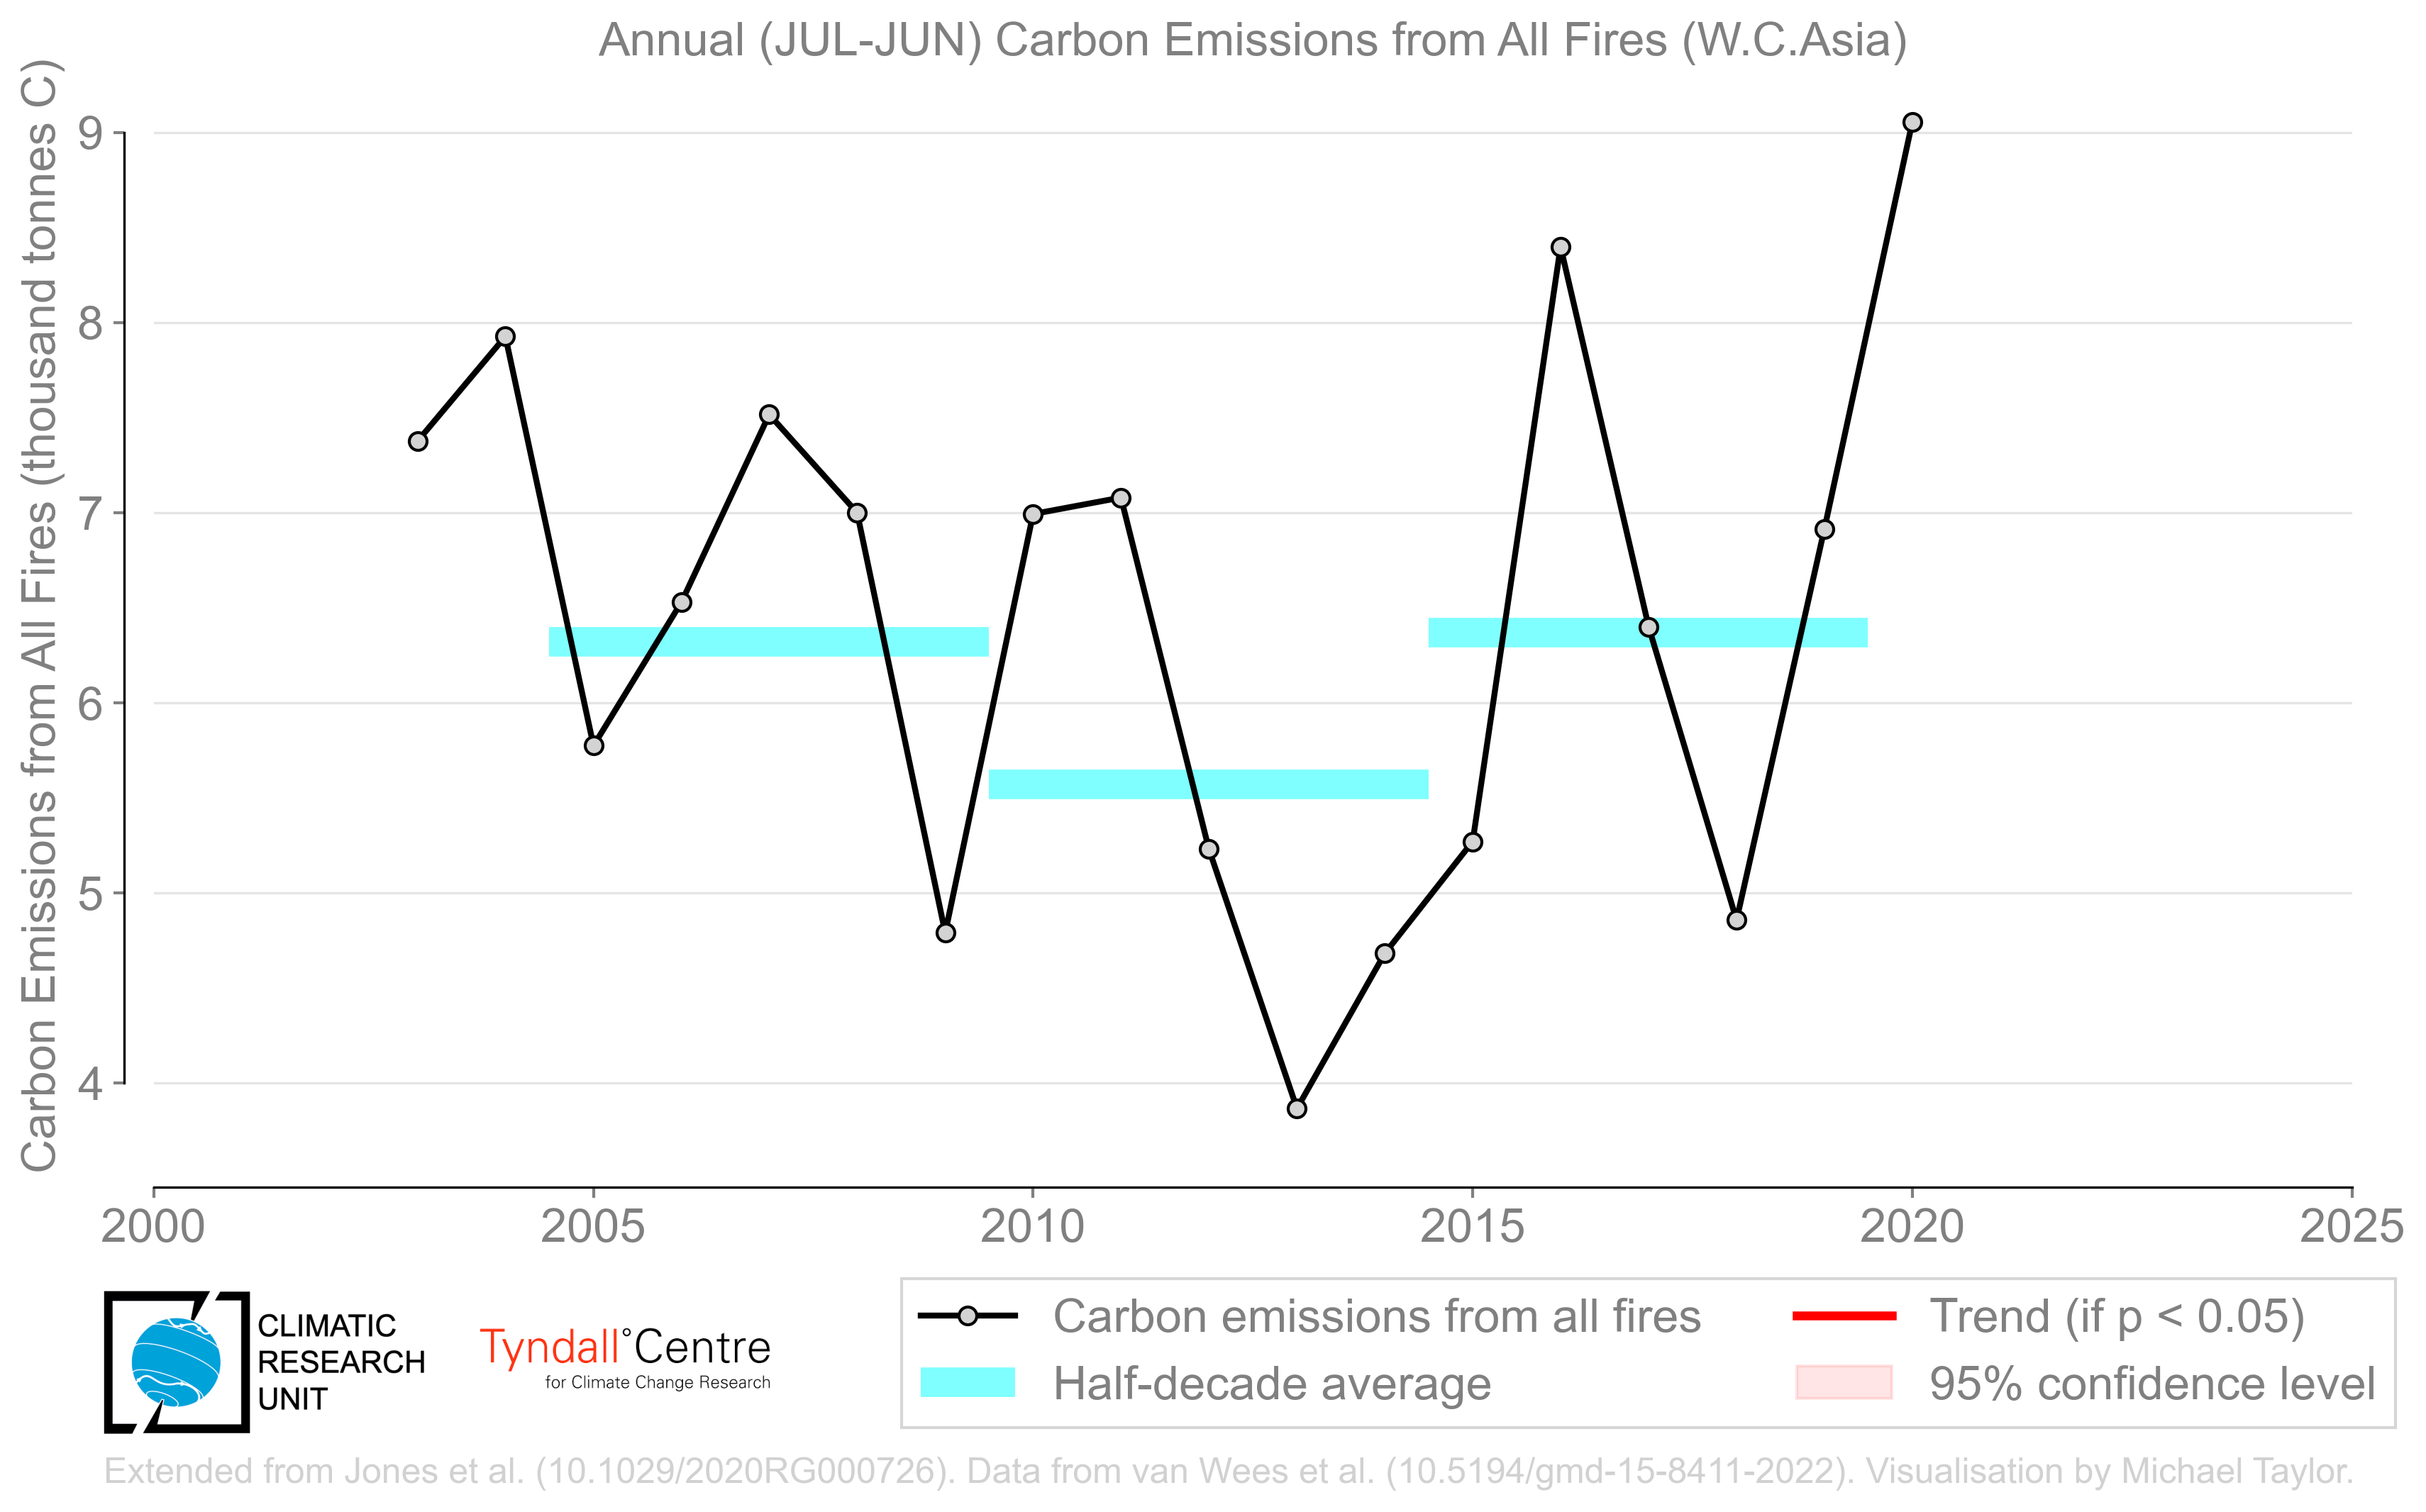 Annual (JUL-JUN) Carbon Emissions from All Fires (W.C.Asia)
Carbon Emissions from All Fires (thousand tonnes C)
9
8
7
6
5
4
2000 2005 2010 2015 2020 2025
CLIMATIC
RESEARCH
UNIT
Tyndall°Centre
for Climate Change Research
Carbon emissions from all fires
Half-decade average
Trend (if p < 0.05)
95% confidence level
Extended from Jones et al. (10.1029/2020RG000726). Data from van Wees et al. (10.5194/gmd-15-8411-2022). Visualisation by Michael Taylor.